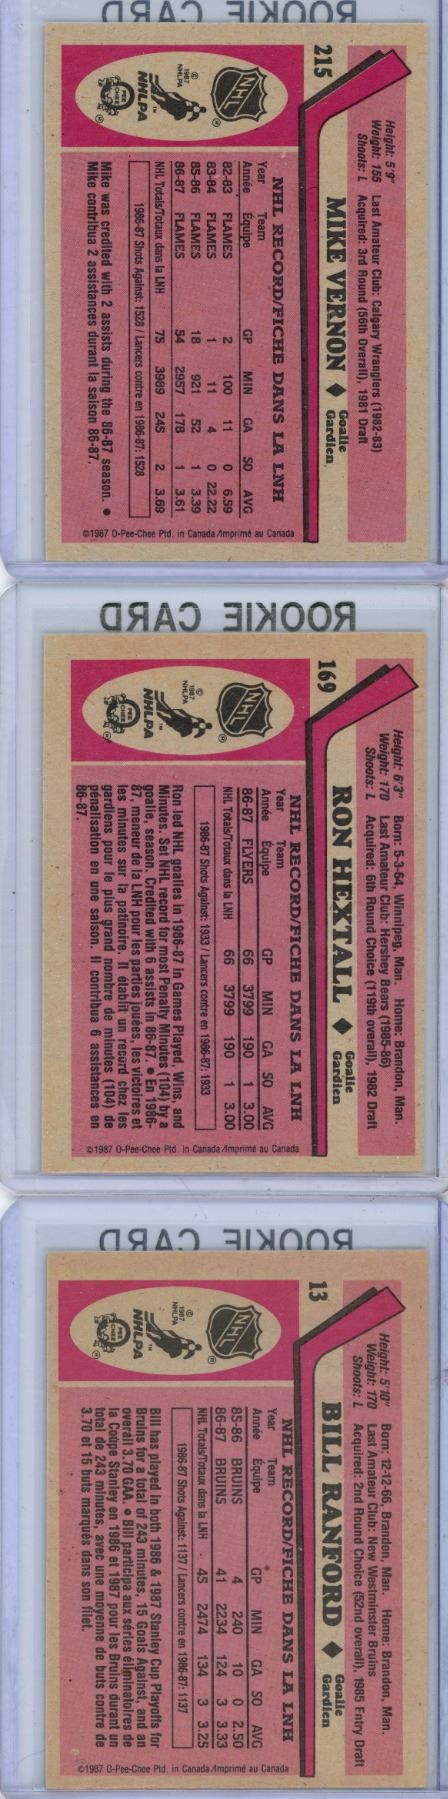 ROOKIE CARD
215
MIKE VERNON ♦ Goalie
Gardien
Height: 5'9"
Weight: 155
Shoots: L
Last Amateur Club: Calgary Wranglers (1982-83)
Acquired: 3rd Round (56th Overall), 1981 Draft
NHL
© 1987 NHLPA
NHLPA
O PEE CHEE
NHL RECORD/FICHE DANS LA LNH
Year Team
Année Équipe GP MIN GA SO AVG
82-83 FLAMES 2 100 11 0 6.59
83-84 FLAMES 1 11 4 0 22.22
85-86 FLAMES 18 921 52 1 3.39
86-87 FLAMES 54 2957 178 1 3.61
NHL Totals/Totaux dans la LNH 75 3989 245 2 3.69
1986-87 Shots Against: 1528 / Lancers contre en 1986-87: 1528
Mike was credited with 2 assists during the 86-87 season. ●
Mike contribua 2 assistances durant la saison 86-87.
©1987 O-Pee-Chee Ptd. in Canada/Imprimé au Canada
ROOKIE CARD
169
RON HEXTALL ♦ Goalie
Gardien
Height: 6'3"
Weight: 170
Shoots: L
Born: 5-3-64, Winnipeg, Man. Home: Brandon, Man.
Last Amateur Club: Hershey Bears (1985-86)
Acquired: 6th Round Choice (119th overall), 1982 Draft
NHL
© 1987 NHLPA
NHLPA
O PEE CHEE
NHL RECORD/FICHE DANS LA LNH
Year Team
Année Équipe GP MIN GA SO AVG
86-87 FLYERS 66 3799 190 1 3.00
NHL Totals/Totaux dans la LNH 66 3799 190 1 3.00
1986-87 Shots Against: 1933 / Lancers contre en 1986-87: 1933
Ron led NHL goalies in 1986-87 in Games Played, Wins, and
Minutes. Set NHL record for most Penalty Minutes (104) by a
goalie, season. Credited with 6 assists in 86-87. ● En 1986-
87, meneur de la LNH pour les parties jouées, les victoires et
les minutes sur la patinoire. Il établit un record chez les
gardiens pour le plus grand nombre de minutes (104) de
pénalisation en une saison. Il contribua 6 assistances en
86-87.
©1987 O-Pee-Chee Ptd. in Canada/Imprimé au Canada
ROOKIE CARD
13
BILL RANFORD ♦ Goalie
Gardien
Height: 5'10"
Weight: 170
Shoots: L
Born: 12-12-66, Brandon, Man. Home: Brandon, Man.
Last Amateur Club: New Westminster Bruins
Acquired: 2nd Round Choice (52nd overall), 1985 Entry Draft
NHL
© 1987 NHLPA
NHLPA
O PEE CHEE
NHL RECORD/FICHE DANS LA LNH
Year Team
Année Équipe GP MIN GA SO AVG
85-86 BRUINS 4 240 10 0 2.50
86-87 BRUINS 41 2234 124 3 3.33
NHL Totals/Totaux dans la LNH 45 2474 134 3 3.25
1986-87 Shots Against: 1137 / Lancers contre en 1986-87: 1137
Bill has played in both 1986 & 1987 Stanley Cup Playoffs for
Bruins for a total of 243 minutes, 15 Goals Against, and an
overall 3.70 GAA. ● Bill participa aux séries éliminatoires de
la Coupe Stanley en 1986 et 1987 pour les Bruins durant un
total de 243 minutes, avec une moyenne de buts contre de
3.70 et 15 buts marqués dans son filet.
©1987 O-Pee-Chee Ptd. in Canada/Imprimé au Canada